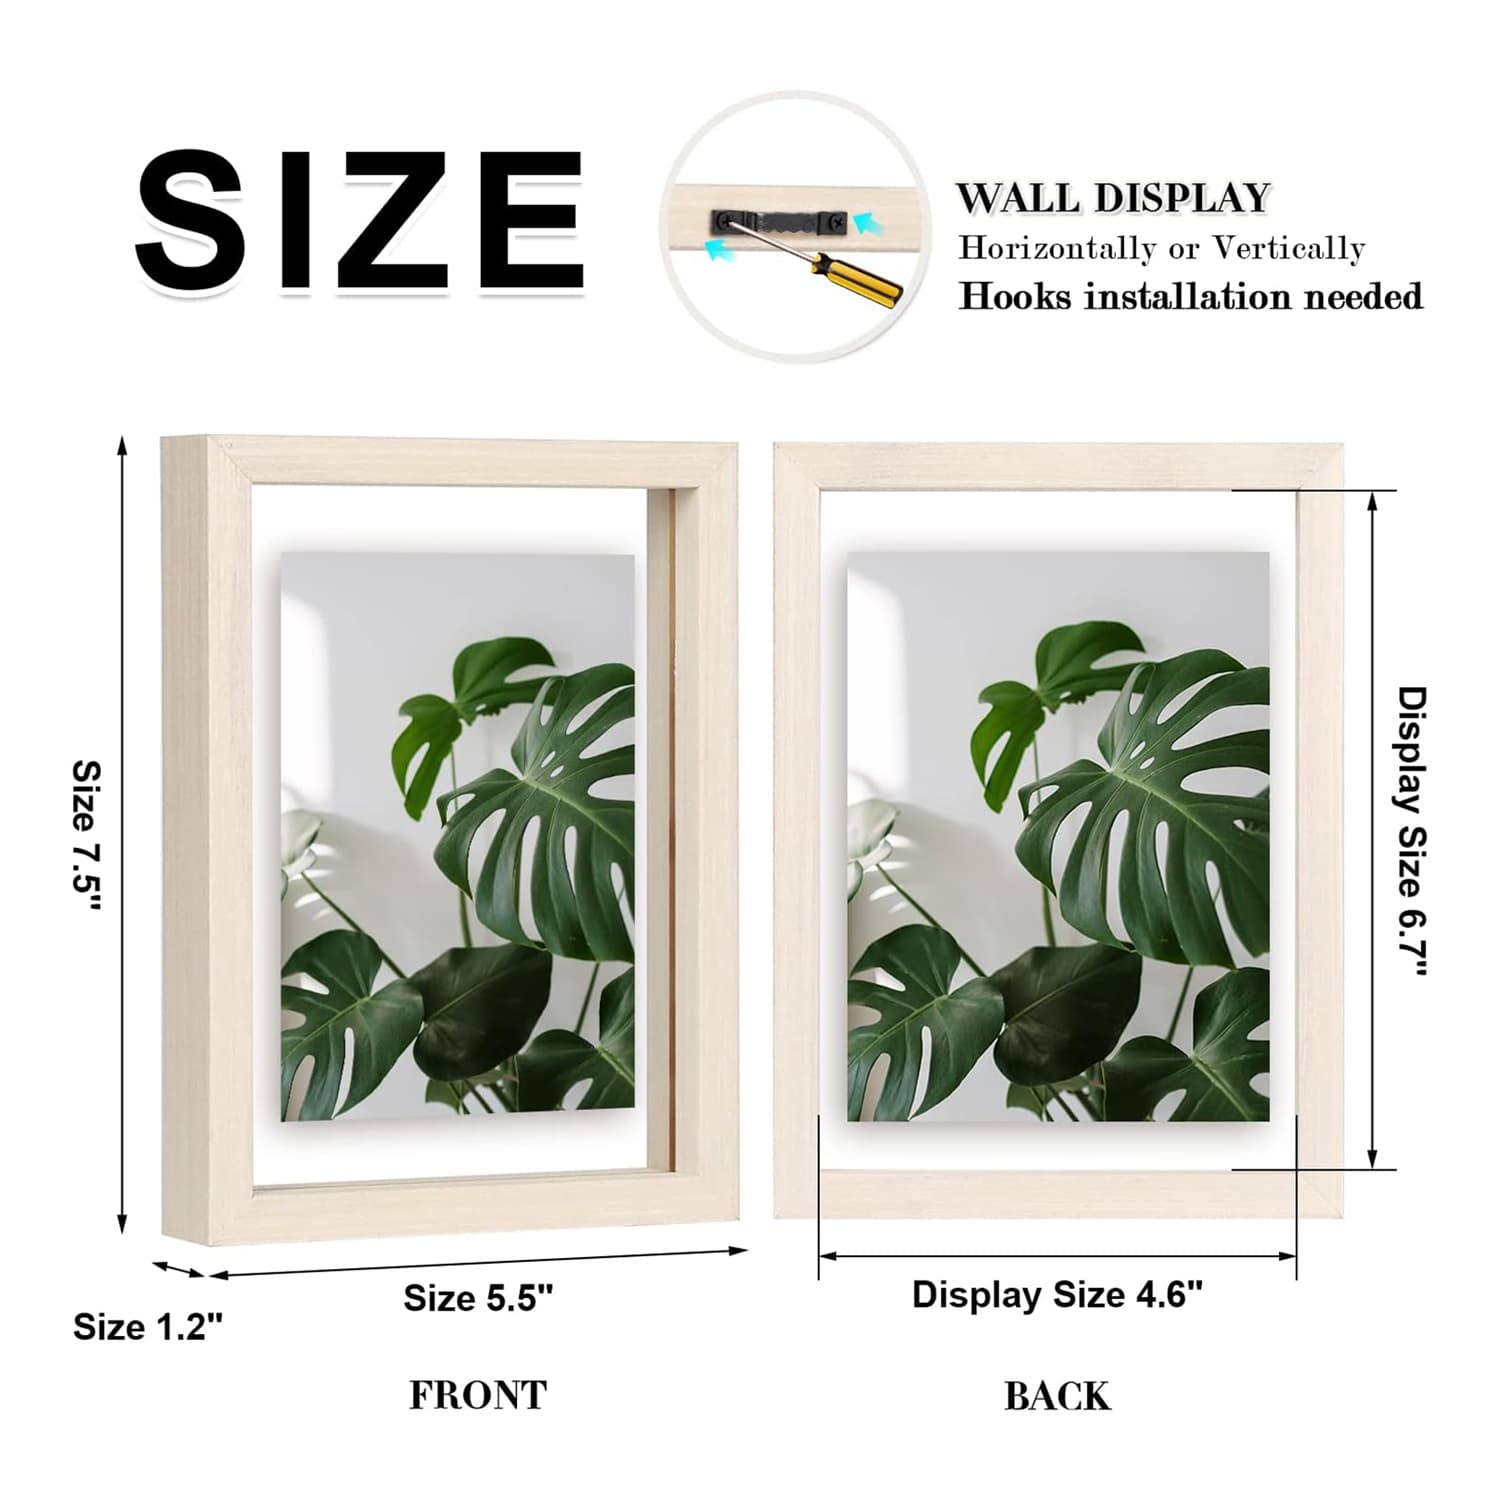 SIZE
WALL DISPLAY
Horizontally or Vertically
Hooks installation needed
Size 7.5"
Size 1.2"
Size 5.5"
FRONT
Display Size 6.7"
Display Size 4.6"
BACK